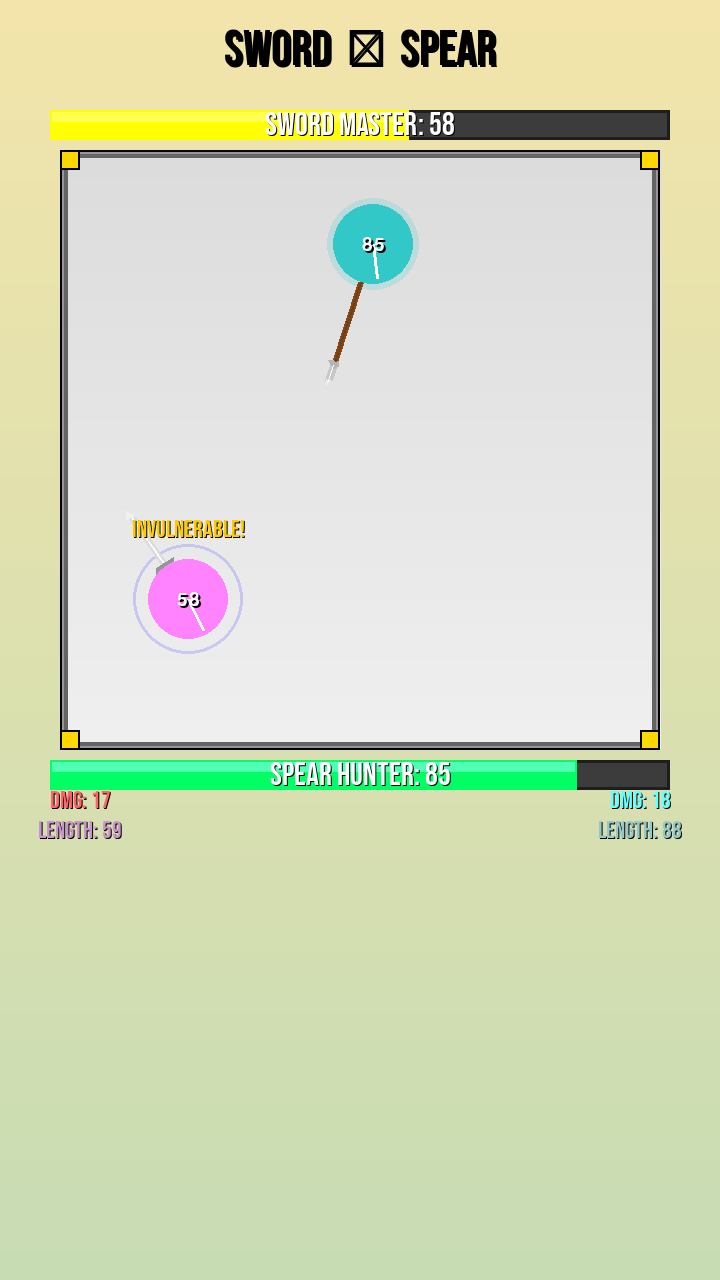 SWORD ☒ SPEAR
SWORD MASTER: 58
85
INVULNERABLE!
58
SPEAR HUNTER: 85
DMG: 17
DMG: 18
LENGTH: 59
LENGTH: 88